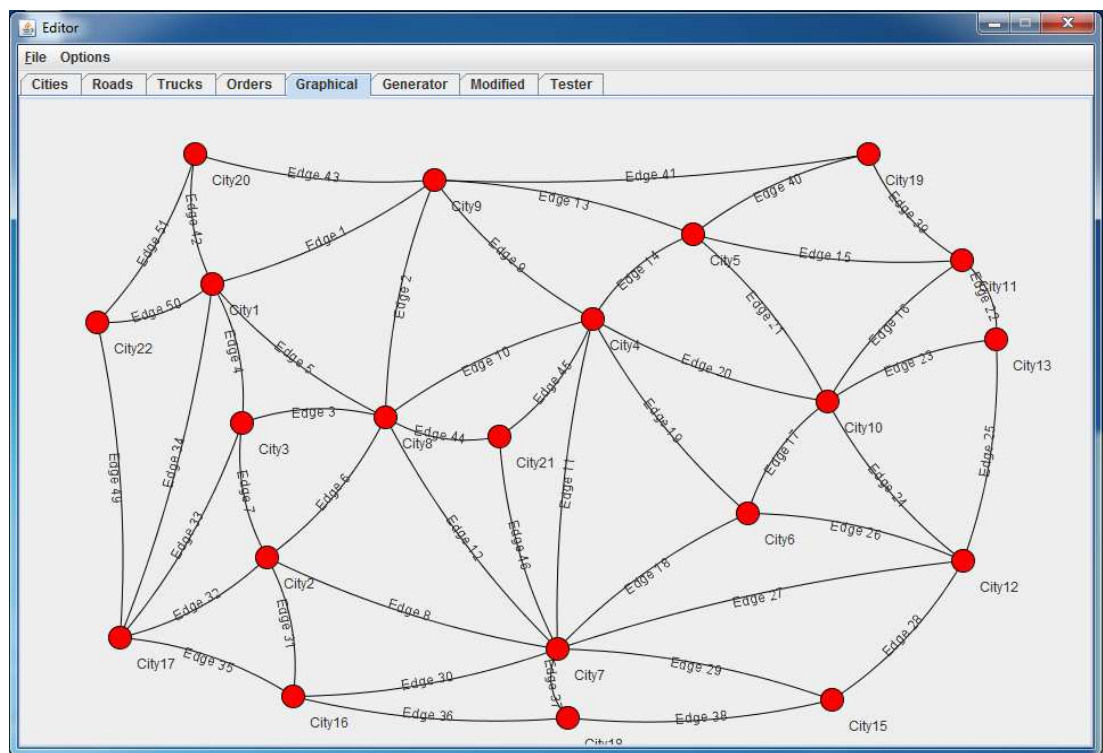 Editor
File Options
Cities Roads Trucks Orders Graphical Generator Modified Tester
City20
Edge 43
Edge 41
City19
Edge 40
Edge 13
City9
Edge 51
Edge 42
Edge 39
Edge 1
Edge 14
City5
Edge 15
Edge 9
Edge 2
City11
Edge 22
City1
Edge 50
Edge 21
Edge 16
City22
Edge 4
Edge 5
City4
Edge 10
Edge 20
Edge 23
City13
Edge 45
Edge 3
Edge 44
City8
City3
City21
Edge 19
City10
Edge 17
Edge 25
Edge 34
Edge 49
Edge 11
Edge 6
Edge 7
Edge 33
Edge 24
Edge 12
Edge 46
City6
Edge 26
City2
Edge 18
City12
Edge 32
Edge 8
Edge 27
Edge 31
Edge 28
City17
Edge 35
Edge 30
City7
Edge 29
Edge 37
City16
Edge 36
Edge 38
City15
City18